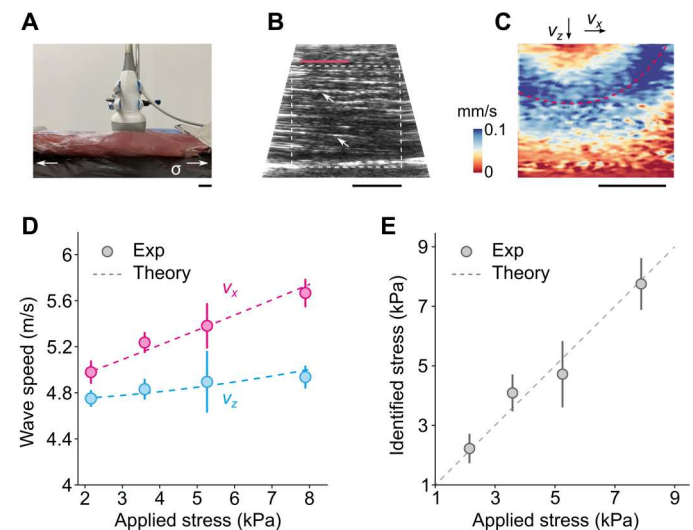 A
σ
B
C
v_z v_x
mm/s
0.1
0
D
Exp
Theory
v_x
v_z
6
5.6
5.2
4.8
4.4
4
2 3 4 5 6 7 8
Wave speed (m/s)
Applied stress (kPa)
E
Exp
Theory
9
7
5
3
1
1 3 5 7 9
Identified stress (kPa)
Applied stress (kPa)